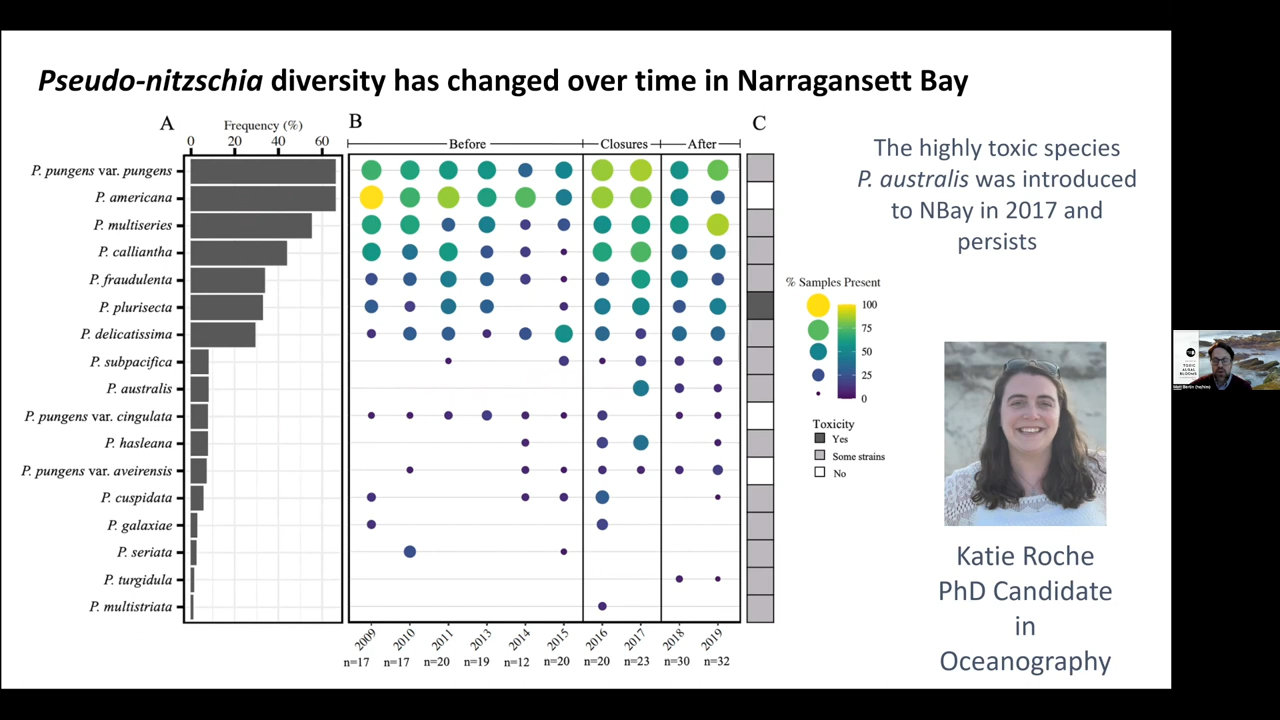 Pseudo-nitzschia diversity has changed over time in Narragansett Bay
A
Frequency (%)
0 20 40 60
B
Before Closures After
C
P. pungens var. pungens
P. americana
P. multiseries
P. calliantha
P. fraudulenta
P. plurisecta
P. delicatissima
P. subpacifica
P. australis
P. pungens var. cingulata
P. hasleana
P. pungens var. aveirensis
P. cuspidata
P. galaxiae
P. seriata
P. turgidula
P. multistriata
2009 2010 2011 2013 2014 2015 2016 2017 2018 2019
n=17 n=17 n=20 n=19 n=12 n=20 n=20 n=23 n=30 n=32
% Samples Present
100
75
50
25
0
Toxicity
Yes
Some strains
No
The highly toxic species
P. australis was introduced
to NBay in 2017 and
persists
Katie Roche
PhD Candidate
in
Oceanography
TOXIC
ALGAL
BLOOMS